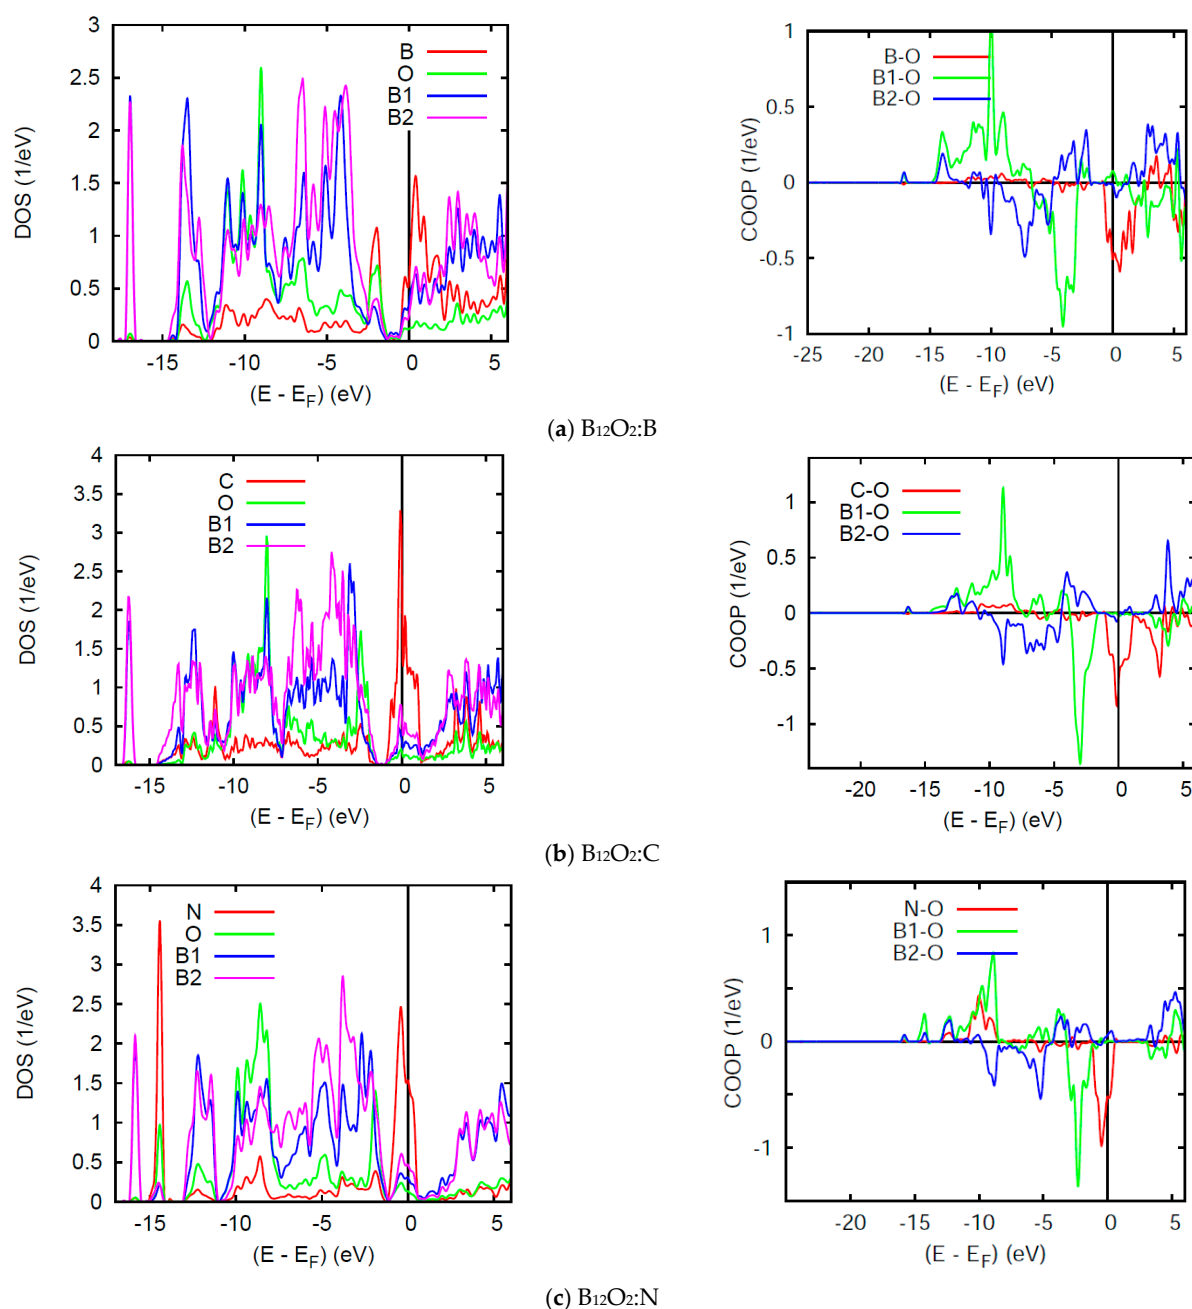 3
2.5
2
1.5
1
0.5
0
DOS (1/eV)
B
O
B1
B2
-15 -10 -5 0 5
(E - E_F) (eV)
1
0.5
0
-0.5
-1
COOP (1/eV)
B-O
B1-O
B2-O
-25 -20 -15 -10 -5 0 5
(E - E_F) (eV)
(a) B₁₂O₂:B
4
3.5
3
2.5
2
1.5
1
0.5
0
DOS (1/eV)
C
O
B1
B2
-15 -10 -5 0 5
(E - E_F) (eV)
1
0.5
0
-0.5
-1
COOP (1/eV)
C-O
B1-O
B2-O
-20 -15 -10 -5 0 5
(E - E_F) (eV)
(b) B₁₂O₂:C
4
3.5
3
2.5
2
1.5
1
0.5
0
DOS (1/eV)
N
O
B1
B2
-15 -10 -5 0 5
(E - E_F) (eV)
1
0
-1
COOP (1/eV)
N-O
B1-O
B2-O
-20 -15 -10 -5 0 5
(E - E_F) (eV)
(c) B₁₂O₂:N